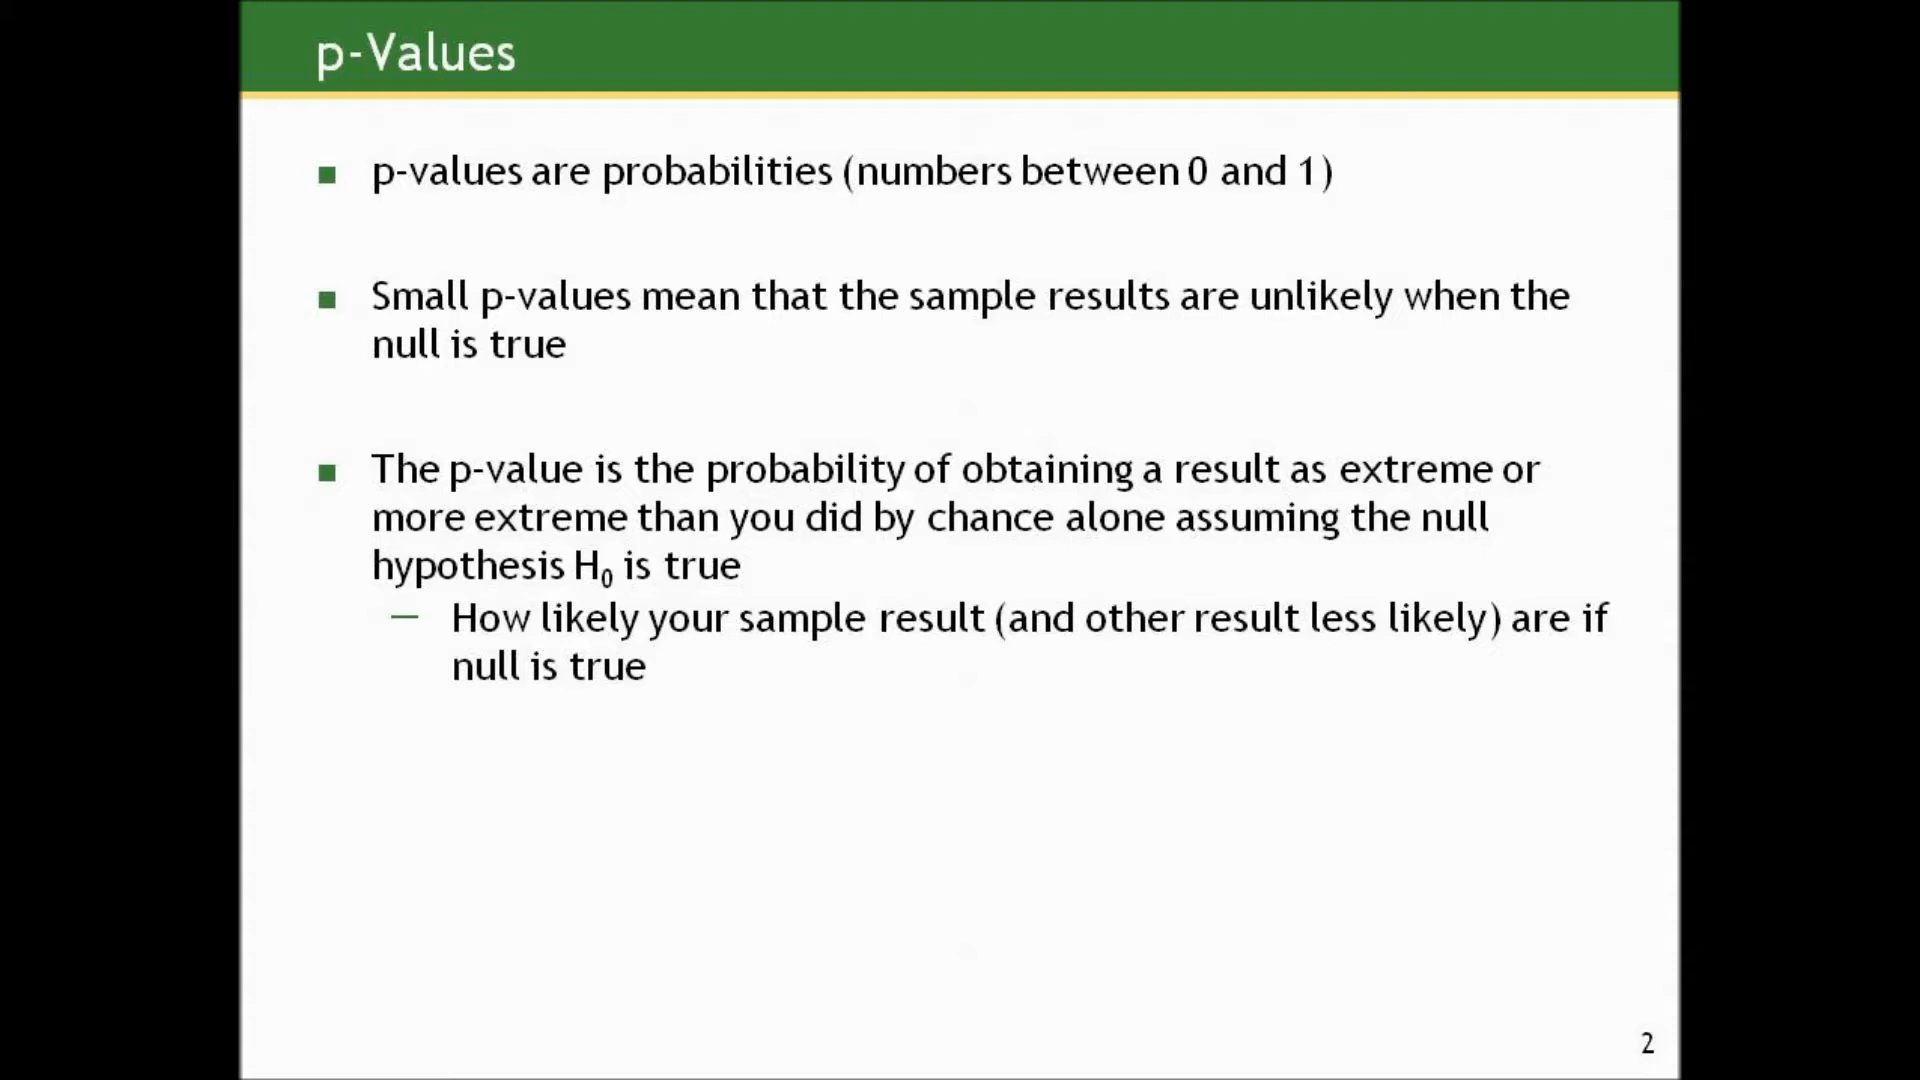 p-Values
p-values are probabilities (numbers between 0 and 1)
Small p-values mean that the sample results are unlikely when the
null is true
The p-value is the probability of obtaining a result as extreme or
more extreme than you did by chance alone assuming the null
hypothesis H₀ is true
— How likely your sample result (and other result less likely) are if
null is true
2